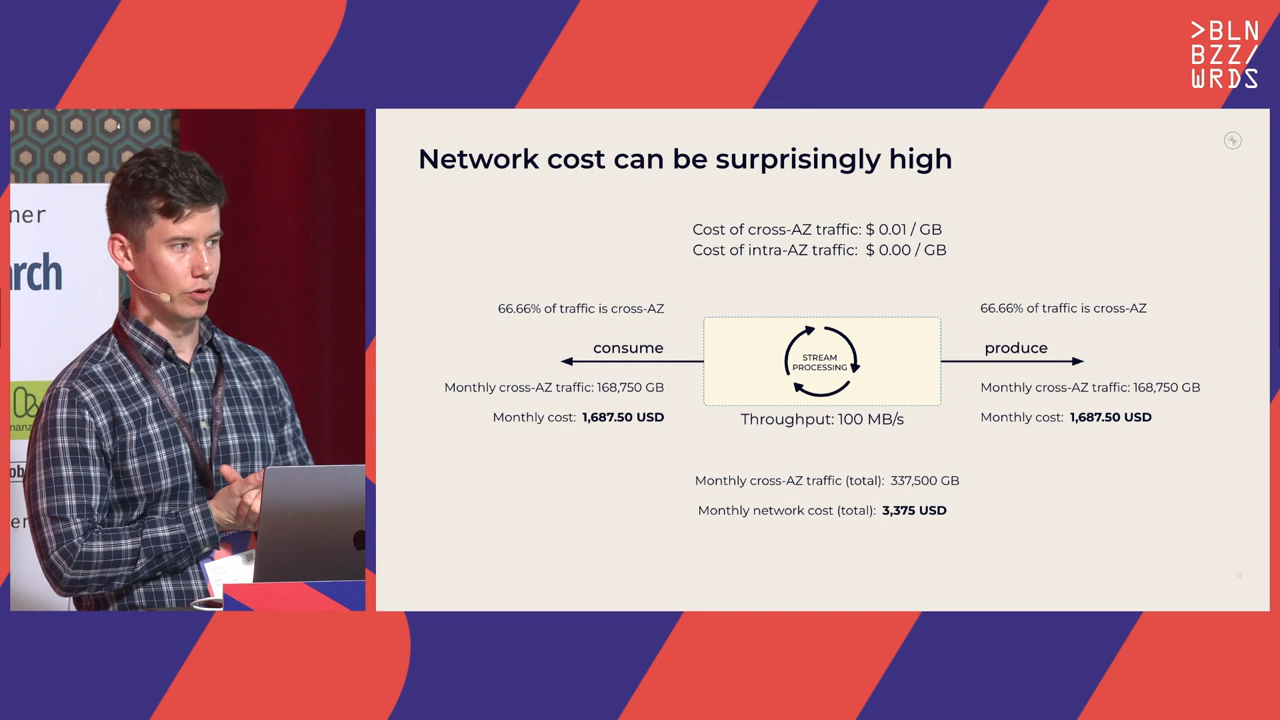 >BLN
BZZ/
WRDS
ner
arch
Network cost can be surprisingly high
Cost of cross-AZ traffic: $ 0.01 / GB
Cost of intra-AZ traffic: $ 0.00 / GB
66.66% of traffic is cross-AZ
66.66% of traffic is cross-AZ
consume
STREAM
PROCESSING
produce
Monthly cross-AZ traffic: 168,750 GB
Monthly cross-AZ traffic: 168,750 GB
Monthly cost: 1,687.50 USD
Throughput: 100 MB/s
Monthly cost: 1,687.50 USD
Monthly cross-AZ traffic (total): 337,500 GB
Monthly network cost (total): 3,375 USD